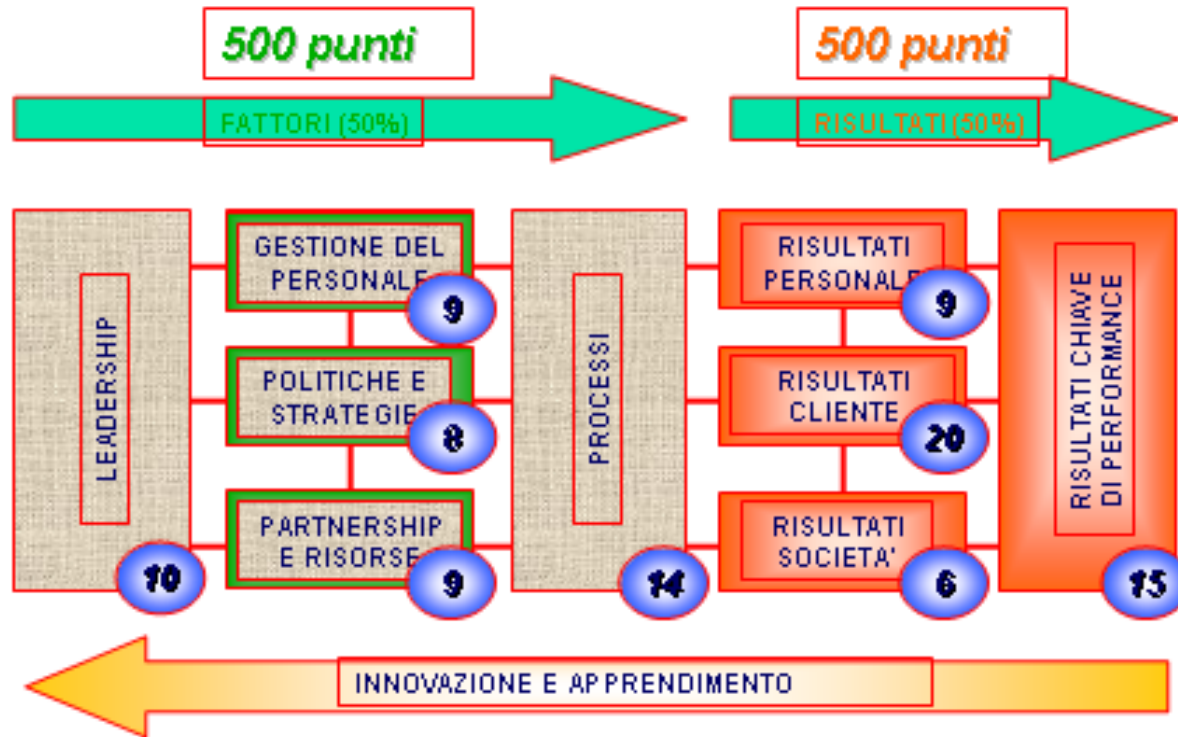 500 punti
500 punti
FATTORI (50%)
RISULTATI (50%)
LEADERSHIP
10
GESTIONE DEL
PERSONALE
9
POLITICHE E
STRATEGIE
8
PARTNERSHIP
E RISORSE
9
PROCESSI
14
RISULTATI
PERSONALE
9
RISULTATI
CLIENTE
20
RISULTATI
SOCIETA'
6
RISULTATI CHIAVE
DI PERFORMANCE
15
INNOVAZIONE E APPRENDIMENTO